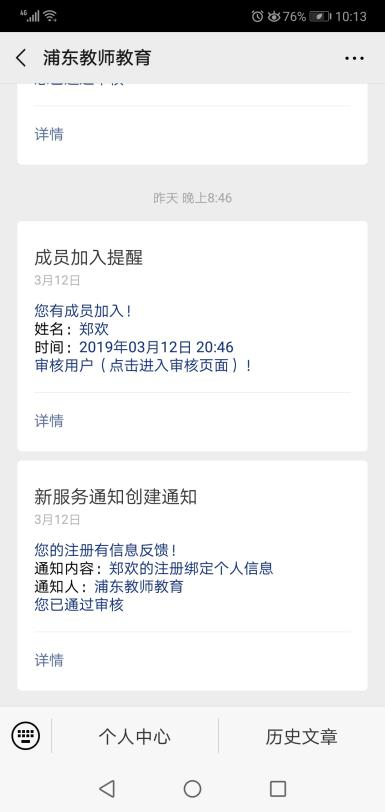 4G 76% 10:13
浦东教师教育
详情
昨天 晚上8:46
成员加入提醒
3月12日
您有成员加入！
姓名：郑欢
时间：2019年03月12日 20:46
审核用户（点击进入审核页面）！
详情
新服务通知创建通知
3月12日
您的注册有信息反馈！
通知内容：郑欢的注册绑定个人信息
通知人：浦东教师教育
您已通过审核
详情
个人中心 历史文章